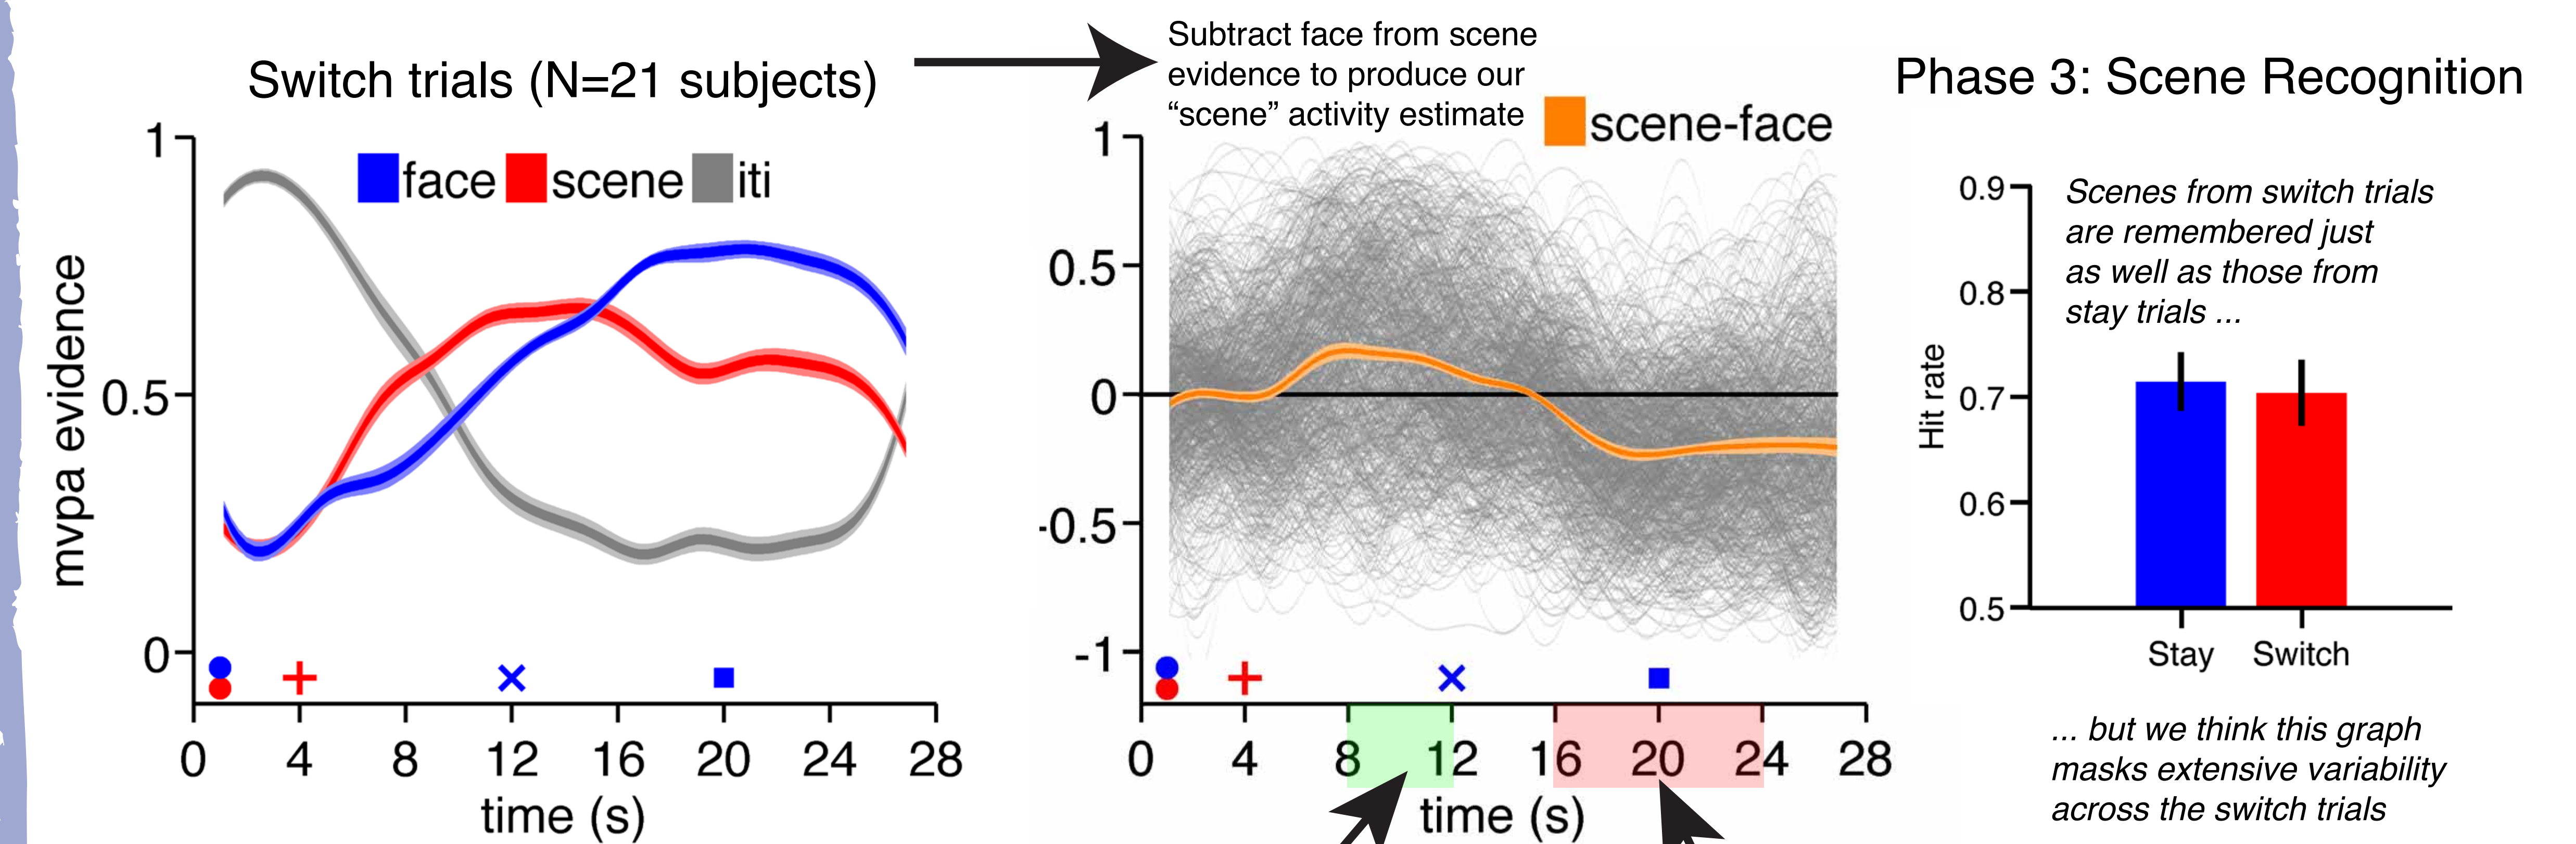 Switch trials (N=21 subjects)
1
0.5
0
mvpa evidence
face scene iti
0 4 8 12 16 20 24 28
time (s)
Subtract face from scene
evidence to produce our
“scene” activity estimate
scene-face
1
0.5
0
-0.5
-1
0 4 8 12 16 20 24 28
time (s)
Phase 3: Scene Recognition
0.9
0.8
0.7
0.6
0.5
Hit rate
Scenes from switch trials
are remembered just
as well as those from
stay trials ...
Stay Switch
... but we think this graph
masks extensive variability
across the switch trials